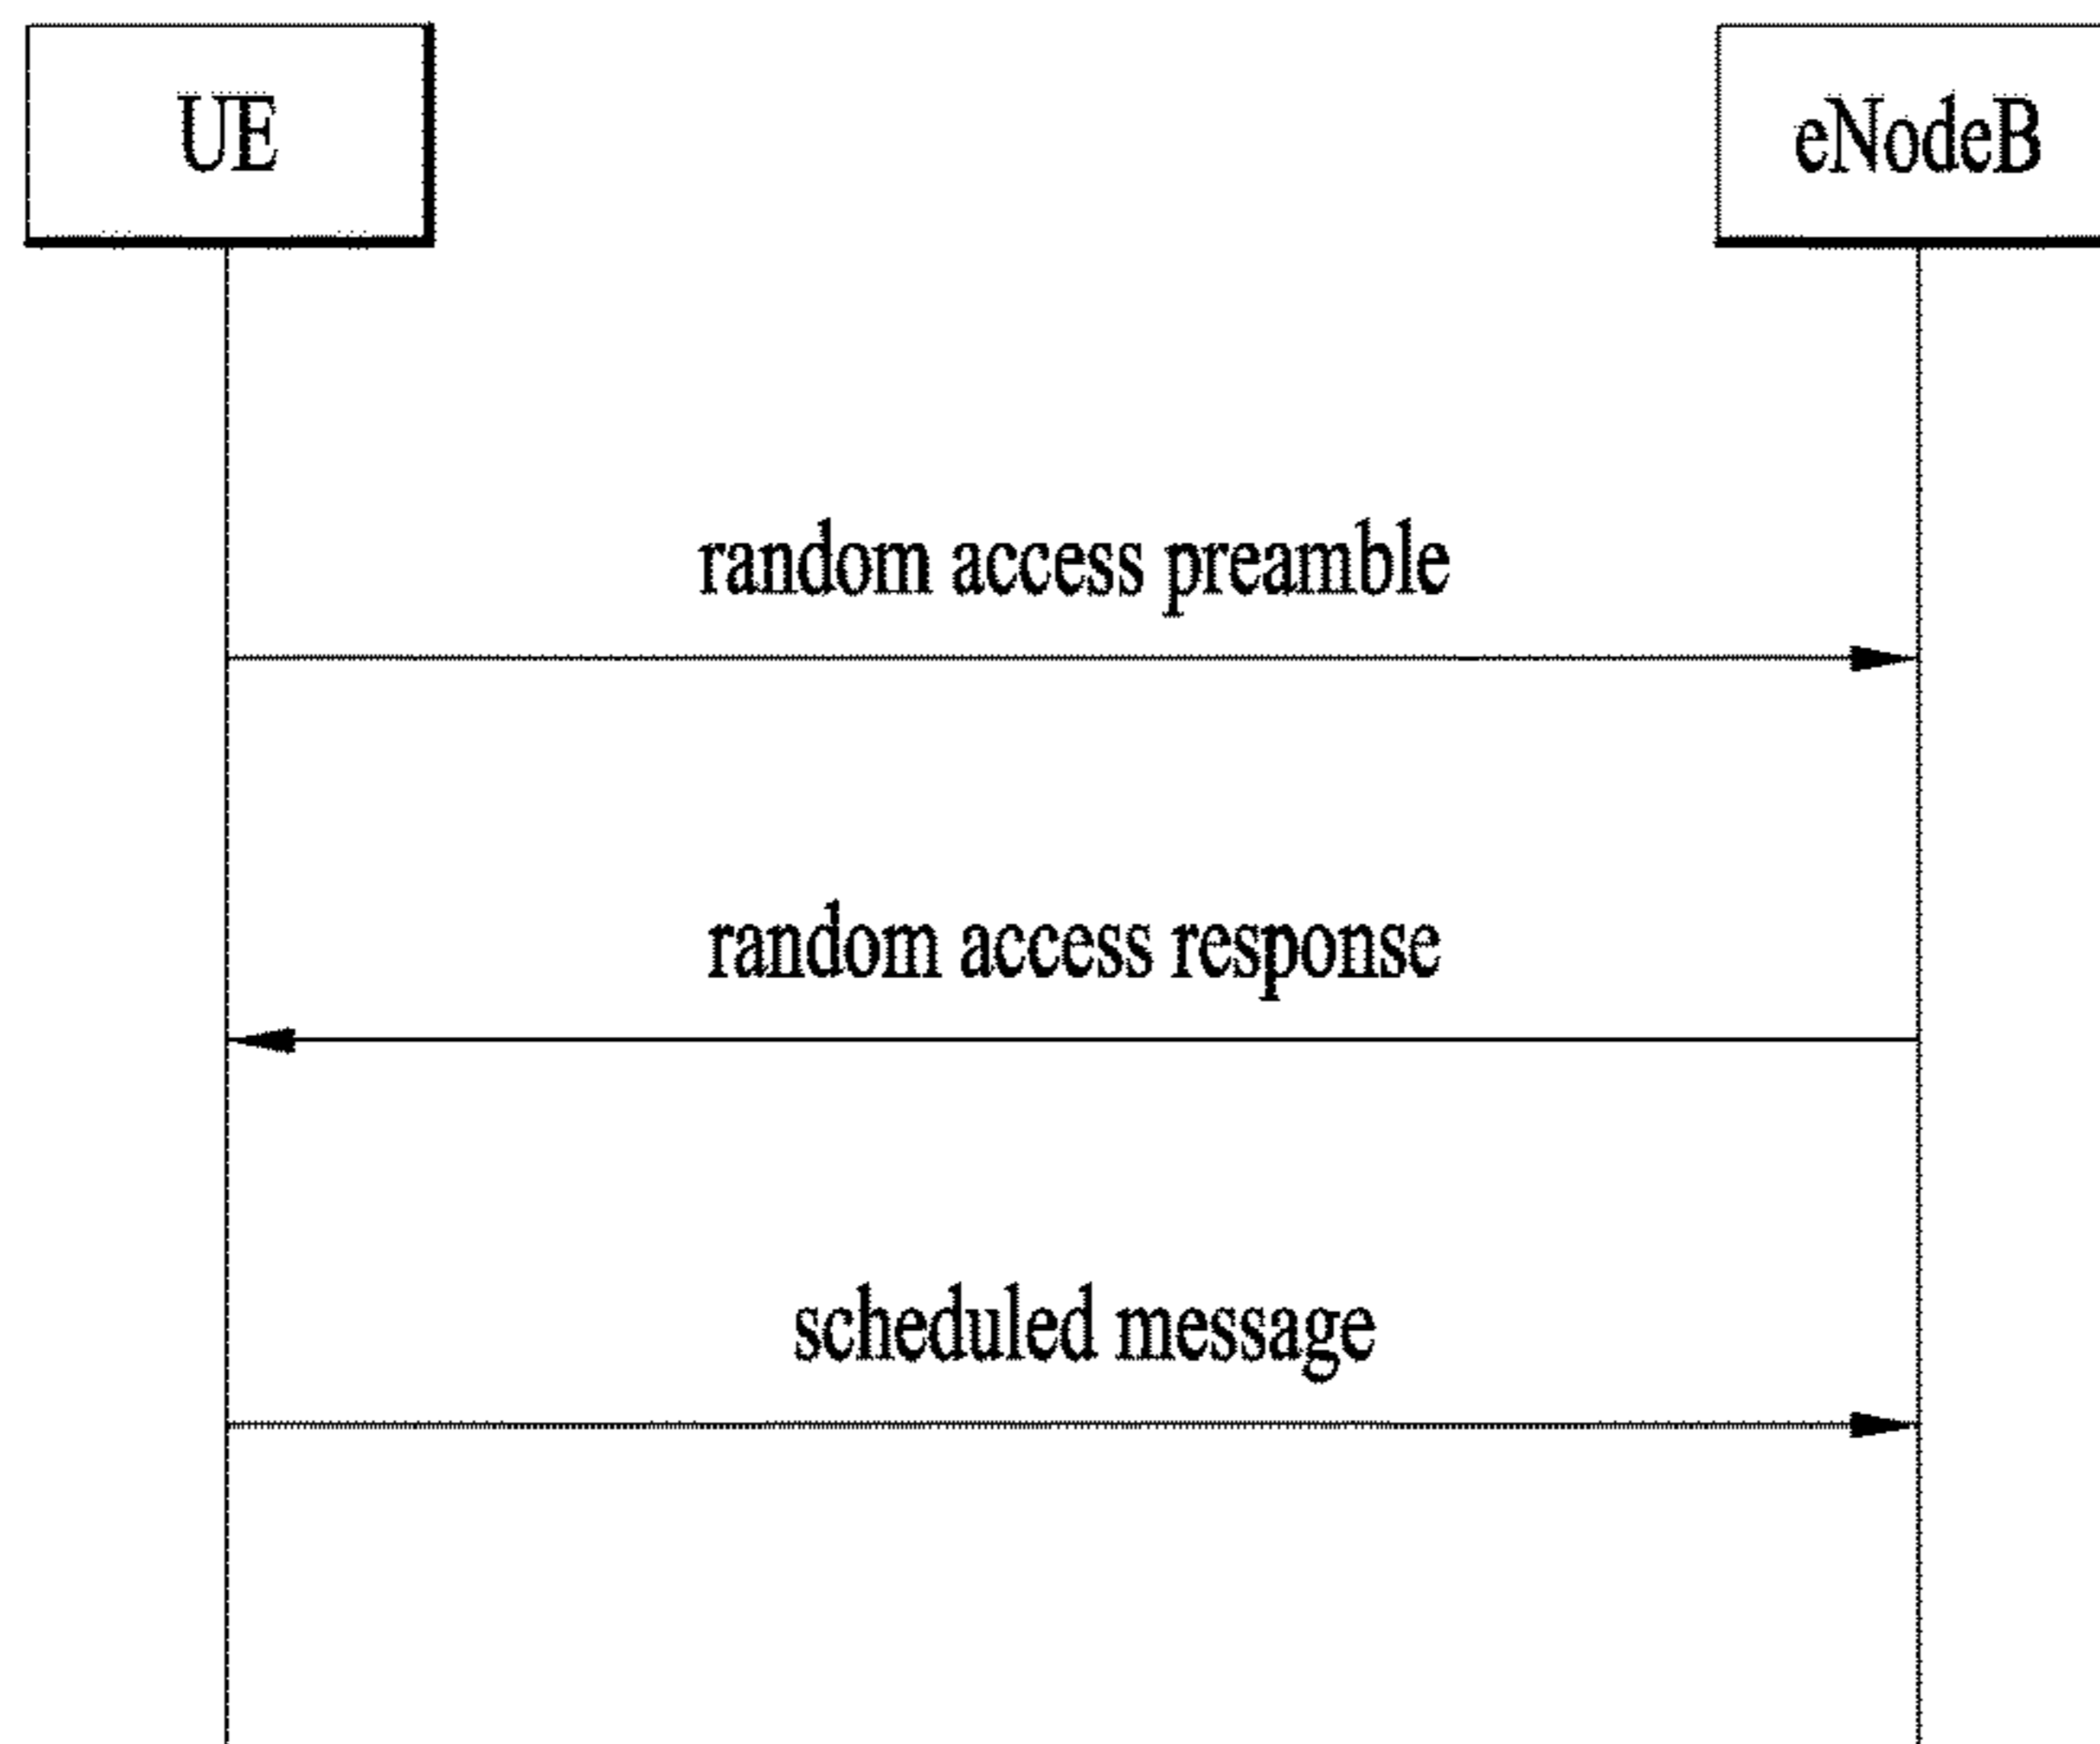 UE
eNodeB
random access preamble
random access response
scheduled message